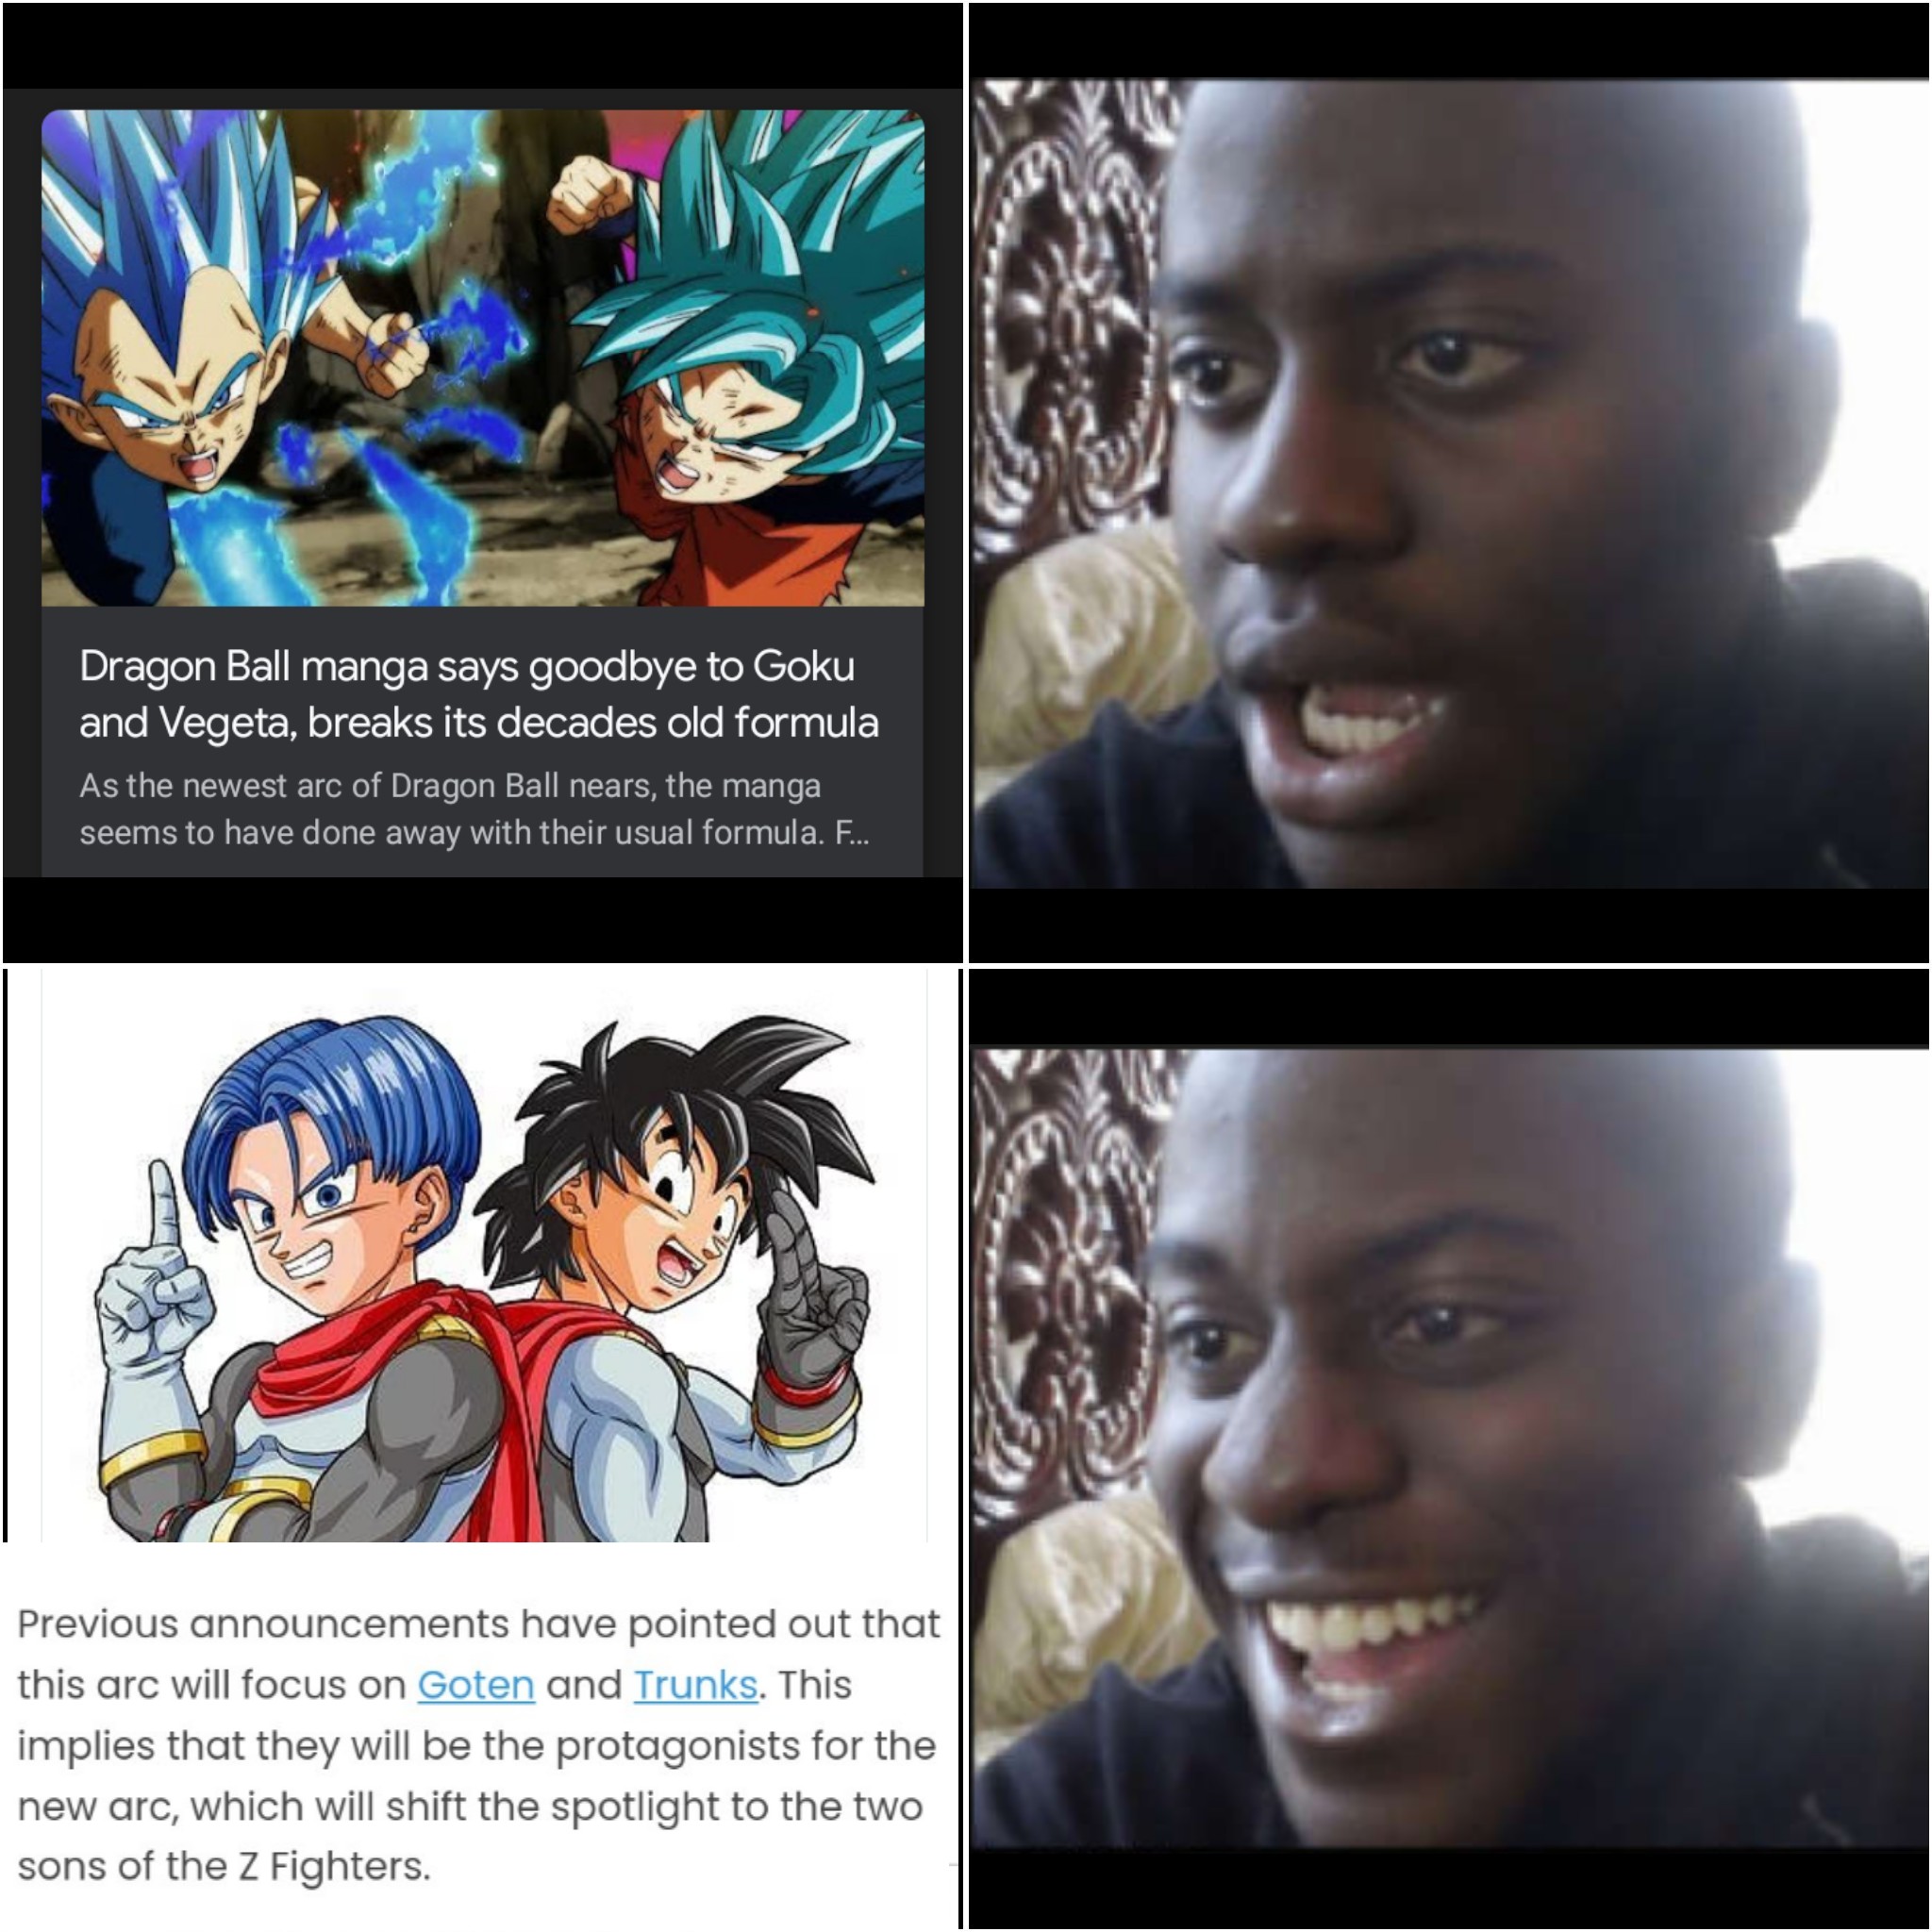 Dragon Ball manga says goodbye to Goku
and Vegeta, breaks its decades old formula
As the newest arc of Dragon Ball nears, the manga
seems to have done away with their usual formula. F...
Previous announcements have pointed out that
this arc will focus on Goten and Trunks. This
implies that they will be the protagonists for the
new arc, which will shift the spotlight to the two
sons of the Z Fighters.